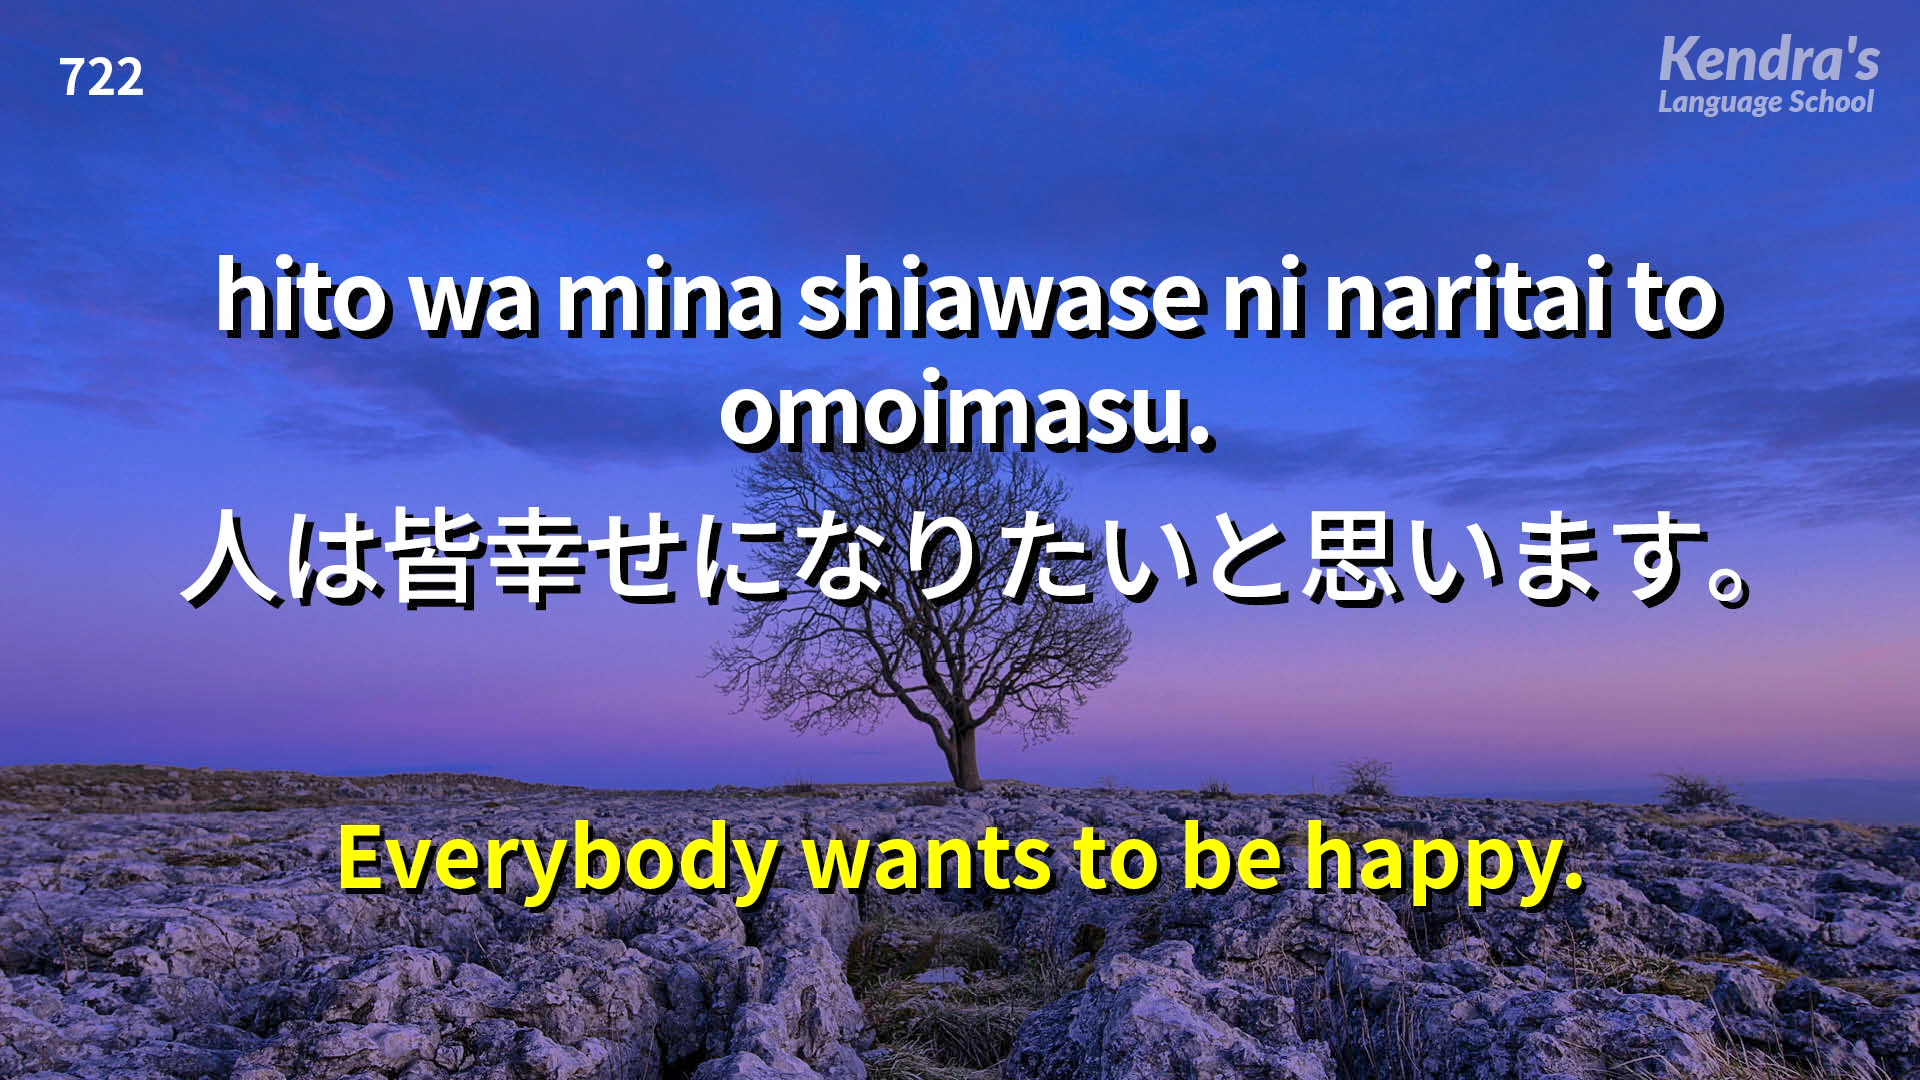 722
Kendra's
Language School
hito wa mina shiawase ni naritai to
omoimasu.
人は皆幸せになりたいと思います。
Everybody wants to be happy.